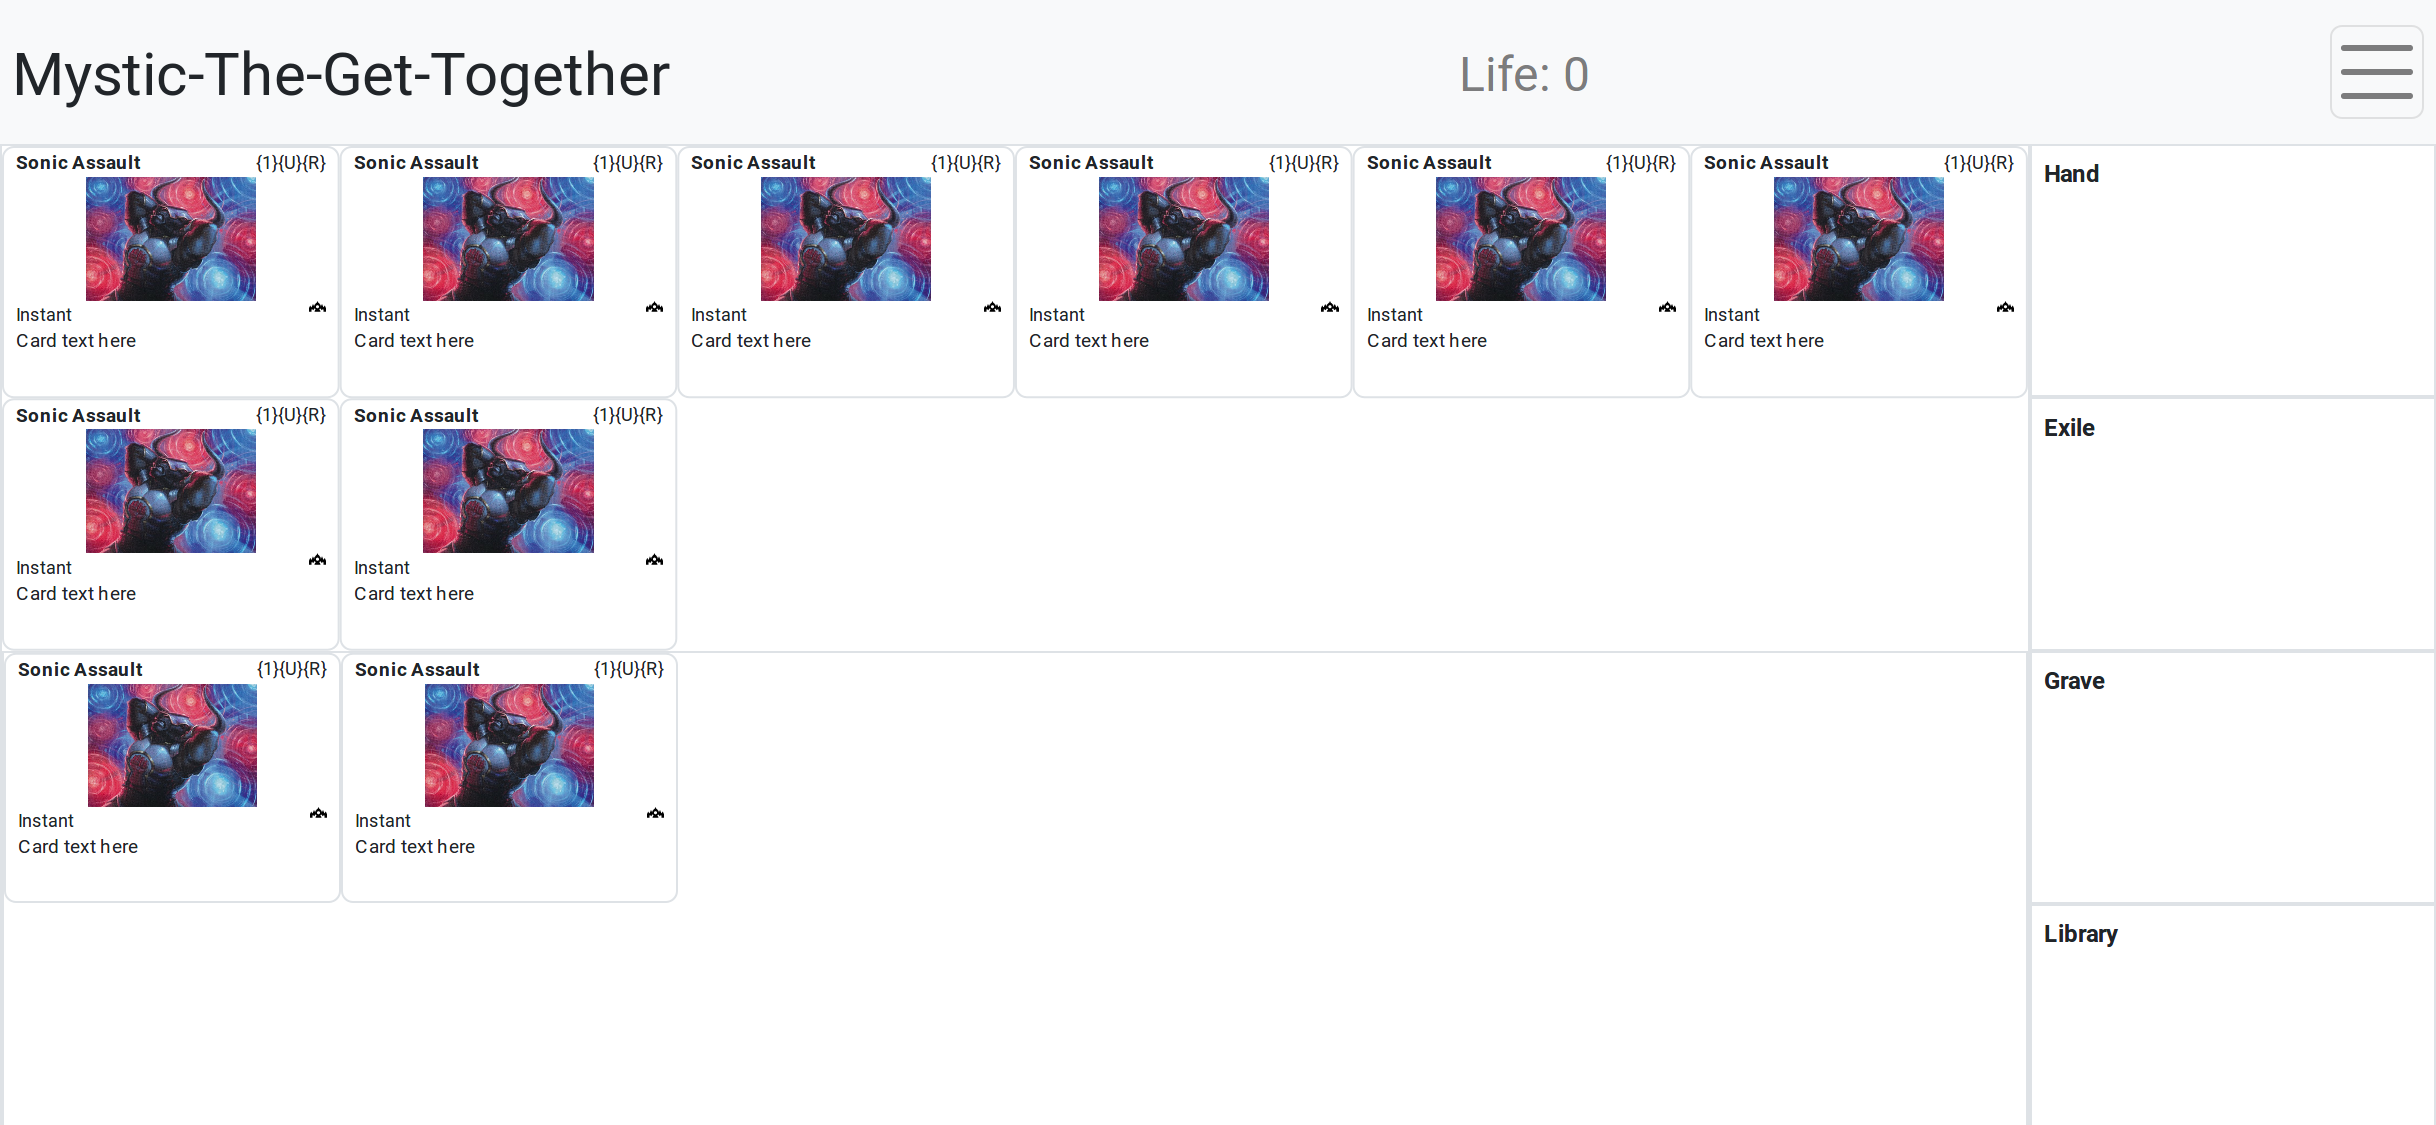 Mystic-The-Get-Together
Life: 0
Sonic Assault {1}{U}{R}
Instant
Card text here
Sonic Assault {1}{U}{R}
Instant
Card text here
Sonic Assault {1}{U}{R}
Instant
Card text here
Sonic Assault {1}{U}{R}
Instant
Card text here
Sonic Assault {1}{U}{R}
Instant
Card text here
Sonic Assault {1}{U}{R}
Instant
Card text here
Sonic Assault {1}{U}{R}
Instant
Card text here
Sonic Assault {1}{U}{R}
Instant
Card text here
Sonic Assault {1}{U}{R}
Instant
Card text here
Sonic Assault {1}{U}{R}
Instant
Card text here
Hand
Exile
Grave
Library